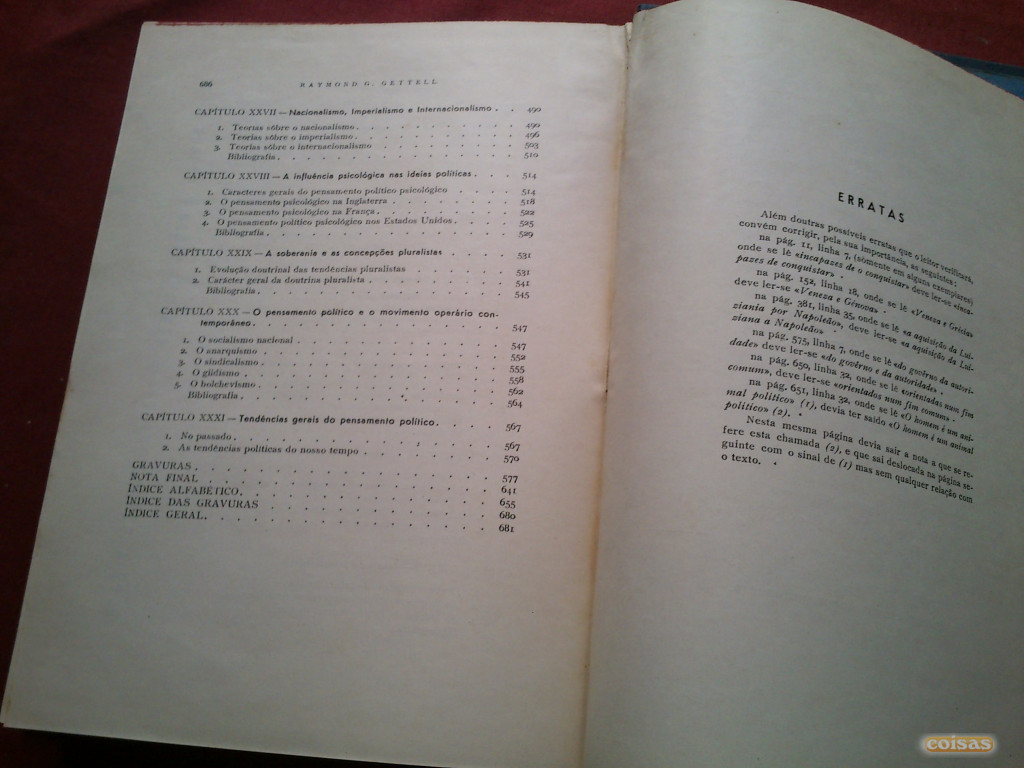 686 RAYMOND G. GETTELL
CAPÍTULO XXVII — Nacionalismo, Imperialismo e Internacionalismo . . 490
1. Teorias sôbre o nacionalismo. . . . . . . . . . 490
2. Teorias sôbre o imperialismo. . . . . . . . . . 496
3. Teorias sôbre o internacionalismo . . . . . . . . 503
Bibliografia. . . . . . . . . . . . . . . 510
CAPÍTULO XXVIII — A influência psicológica nas ideias políticas. . . 514
1. Caracteres gerais do pensamento político psicológico . . . . 514
2. O pensamento psicológico na Inglaterra . . . . . . . 518
3. O pensamento psicológico na França. . . . . . . . 522
4. O pensamento político psicológico nos Estados Unidos. . . . 525
Bibliografia . . . . . . . . . . . . . . . 529
CAPÍTULO XXIX — A soberania e as concepções pluralistas . . . . 531
1. Evolução doutrinal das tendências pluralistas . . . . . . 531
2. Carácter geral da doutrina pluralista . . . . . . . . 541
Bibliografia. . . . . . . . . . . . . . . 545
CAPÍTULO XXX — O pensamento político e o movimento operário con-
temporâneo. . . . . . . . . . . . . . . 547
1. O socialismo nacional . . . . . . . . . . . . 547
2. O anarquismo . . . . . . . . . . . . . . 552
3. O sindicalismo . . . . . . . . . . . . . . 555
4. O gildismo . . . . . . . . . . . . . . . 558
5. O bolchevismo . . . . . . . . . . . . . . 562
Bibliografia . . . . . . . . . . . . . . . 564
CAPÍTULO XXXI — Tendências gerais do pensamento político. . . . 567
1. No passado . . . . . . . . . . . . . . . 567
2. As tendências políticas do nosso tempo . . . . . . . 570
GRAVURAS . . . . . . . . . . . . . . . . 577
NOTA FINAL . . . . . . . . . . . . . . . . 641
ÍNDICE ALFABÉTICO. . . . . . . . . . . . . . 655
ÍNDICE DAS GRAVURAS . . . . . . . . . . . . . 680
ÍNDICE GERAL. . . . . . . . . . . . . . . . 681
ERRATAS
Além doutras possíveis erratas que o leitor verificará,
convém corrigir, pela sua importância, as seguintes:
na pág. 11, linha 7, (sòmente em alguns exemplares)
onde se lê «incapazes de o conquistar» deve ler-se «inca-
pazes de conquistar» •
na pág. 152, linha 18, onde se lê «Veneza e Grécia»
deve ler-se «Veneza e Génova» •
na pág. 381, linha 35, onde se lê «a aquisição da Lui-
ziania por Napoleão», deve ler-se «a aquisição da Lui-
ziana a Napoleão» •
na pág. 575, linha 7, onde se lê «do govêrno da autori-
dade» deve ler-se «do govêrno e da autoridade» •
na pág. 650, linha 32, onde se lê «orientadas num fim
comum», deve ler-se «orientados num fim comum» •
na pág. 651, linha 32, onde se lê «O homem é um ani-
mal político» (1), devia ter saído «O homem é um animal
político» (2). •
Nesta mesma página devia sair a nota a que se re-
fere esta chamada (2), e que sai deslocada na página se-
guinte com o sinal de (1) mas sem qualquer relação com
o texto. •
coisas